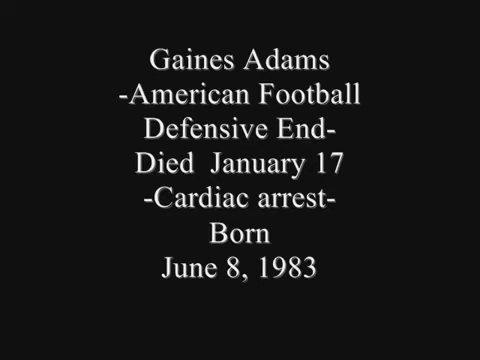 Gaines Adams
-American Football
Defensive End-
Died  January 17
-Cardiac arrest-
Born
June 8, 1983